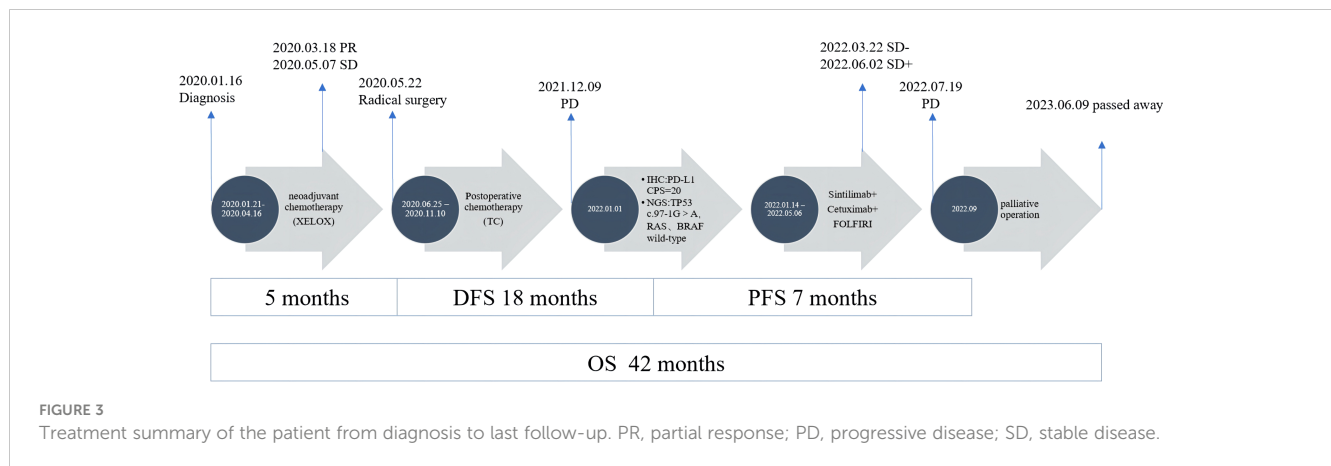 2020.01.16
Diagnosis
2020.03.18 PR
2020.05.07 SD
2020.05.22
Radical surgery
2021.12.09
PD
2022.03.22 SD-
2022.06.02 SD+
2022.07.19
PD
2023.06.09 passed away
2020.01.21-
2020.04.16
neoadjuvant
chemotherapy
(XELOX)
2020.06.25 –
2020.11.10
Postoperative
chemotherapy
(TC)
2022.01.01
• IHC:PD-L1
CPS=20
• NGS:TP53
c.97-1G > A,
RAS、BRAF
wild-type
2022.01.14 –
2022.05.06
Sintilimab+
Cetuximab+
FOLFIRI
2022.09
palliative
operation
5 months
DFS 18 months
PFS 7 months
OS 42 months
FIGURE 3
Treatment summary of the patient from diagnosis to last follow-up. PR, partial response; PD, progressive disease; SD, stable disease.